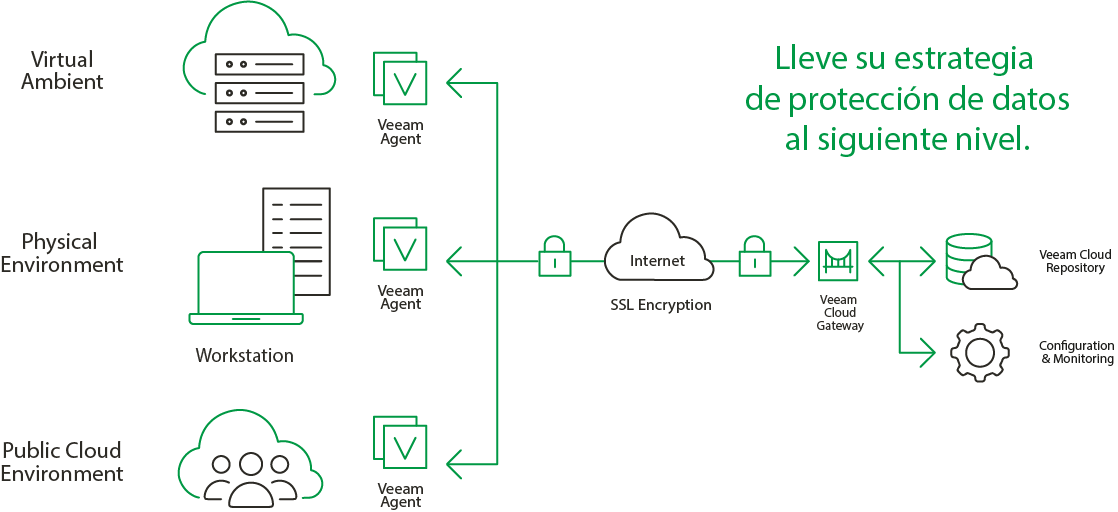 Virtual
Ambient
Veeam
Agent
Lleve su estrategia
de protección de datos
al siguiente nivel.
Physical
Environment
Workstation
Veeam
Agent
Internet
SSL Encryption
Veeam
Cloud
Gateway
Veeam Cloud
Repository
Configuration
& Monitoring
Public Cloud
Environment
Veeam
Agent